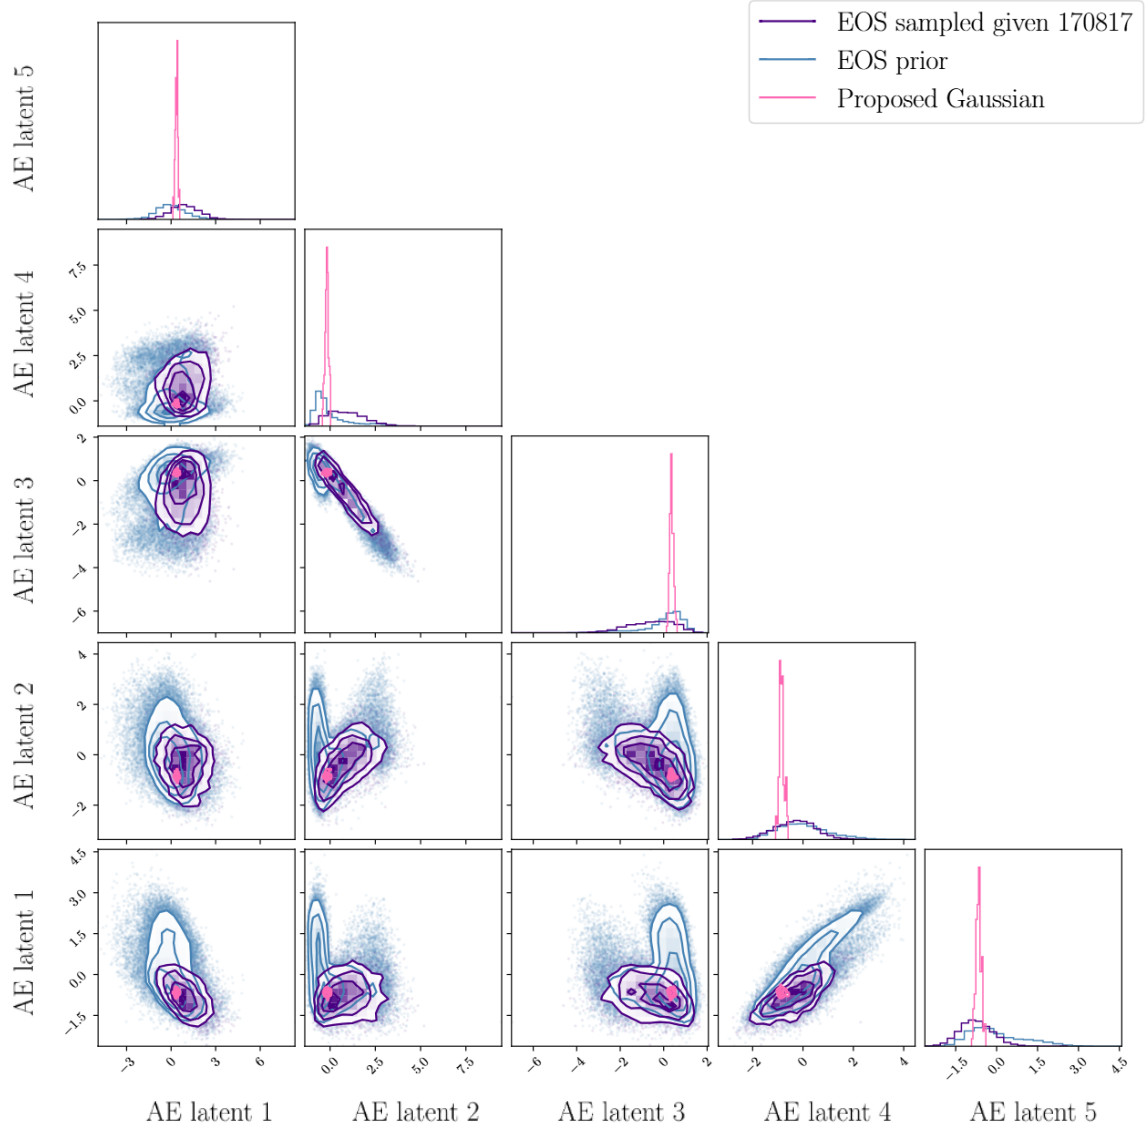 EOS sampled given 170817
EOS prior
Proposed Gaussian
AE latent 5
AE latent 4
7.5
5.0
2.5
0.0
AE latent 3
2
0
−2
−4
−6
AE latent 2
4
2
0
−2
AE latent 1
4.5
3.0
1.5
0.0
−1.5
−3 0 3 6
0.0 2.5 5.0 7.5
−6 −4 −2 0 2
−2 0 2 4
−1.5 0.0 1.5 3.0 4.5
AE latent 1 AE latent 2 AE latent 3 AE latent 4 AE latent 5